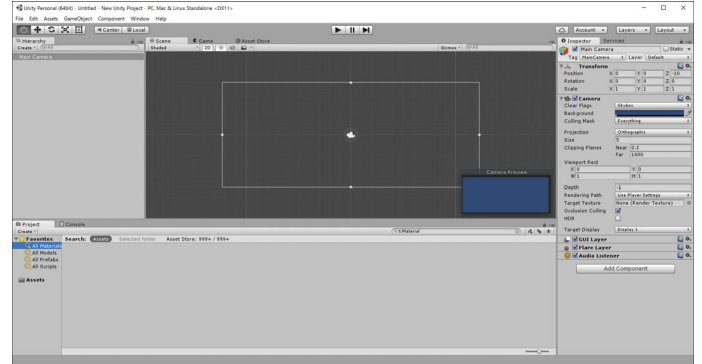 Unity Personal (64bit) - Untitled - New Unity Project - PC, Mac & Linux Standalone <DX11>
File Edit Assets GameObject Component Window Help
Center Local Account Layers Layout
Hierarchy Scene Game Asset Store Inspector Services
Create All Shaded 2D Gizmos All Main Camera Static
Main Camera Tag MainCamera Layer Default
Transform
Position X 0 Y 0 Z -10
Rotation X 0 Y 0 Z 0
Scale X 1 Y 1 Z 1
Camera
Clear Flags Skybox
Background
Culling Mask Everything
Projection Orthographic
Size 5
Clipping Planes Near 0.3
Far 1000
Viewport Rect
X 0 Y 0
W 1 H 1
Camera Preview
Depth -1
Rendering Path Use Player Settings
Target Texture None (Render Texture)
Occlusion Culling
HDR
Target Display Display 1
GUI Layer
Flare Layer
Audio Listener
Add Component
Project Console
Create t:Material
Favorites Search: Assets Selected folder Asset Store: 999+ / 999+
All Materials
All Models
All Prefabs
All Scripts
Assets